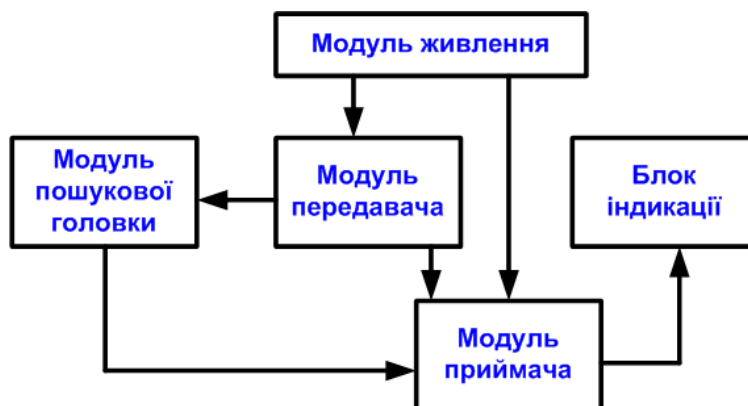 Модуль живлення
Модуль
пошукової
головки
Модуль
передавача
Блок
індикації
Модуль
приймача